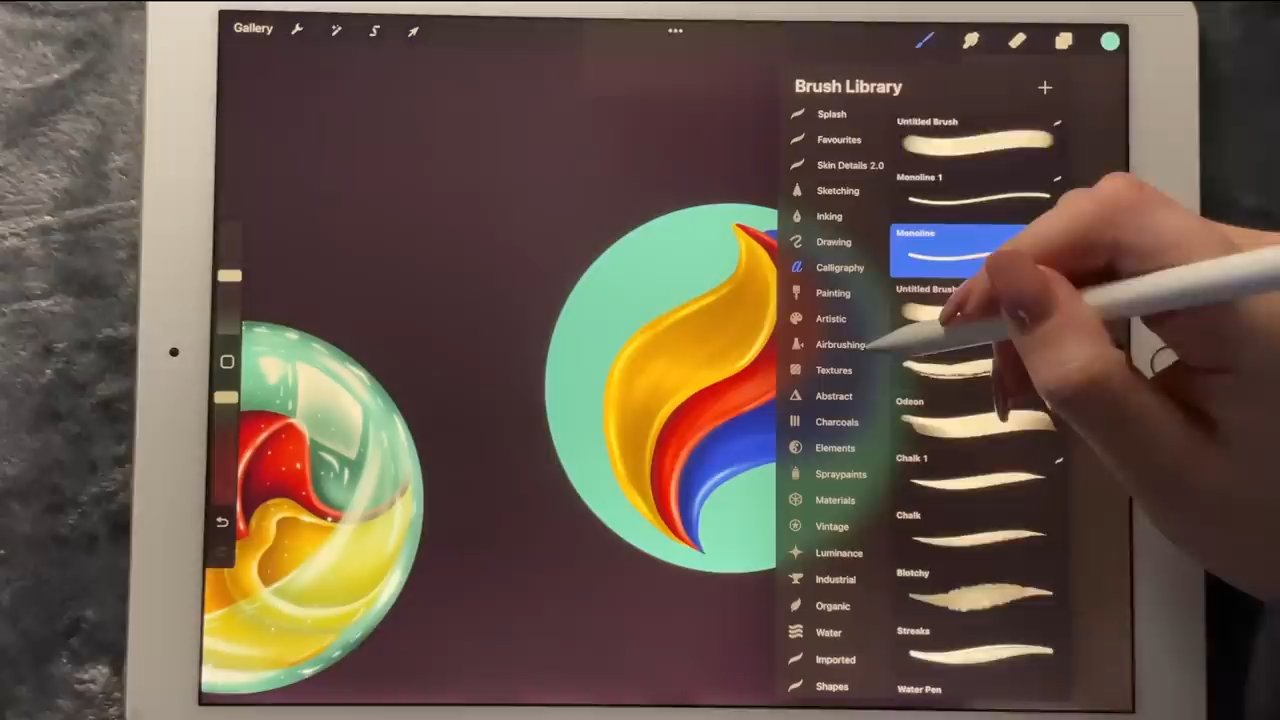 Gallery
Brush Library
Splash
Favourites
Skin Details 2.0
Sketching
Inking
Drawing
Calligraphy
Painting
Artistic
Airbrushing
Textures
Abstract
Charcoals
Elements
Spraypaints
Materials
Vintage
Luminance
Industrial
Organic
Water
Imported
Shapes
Untitled Brush
Monoline 1
Monoline
Untitled Brush
Odeon
Chalk 1
Chalk
Blotchy
Streaks
Water Pen